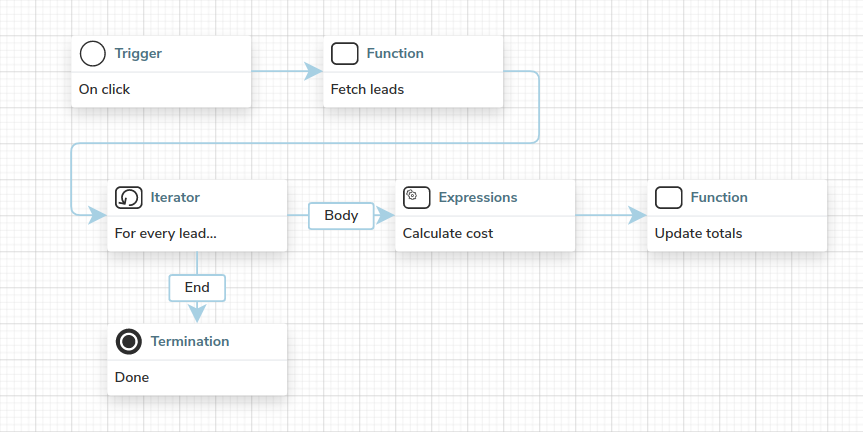 Trigger
On click
Function
Fetch leads
Iterator
For every lead...
Body
Expressions
Calculate cost
Function
Update totals
End
Termination
Done